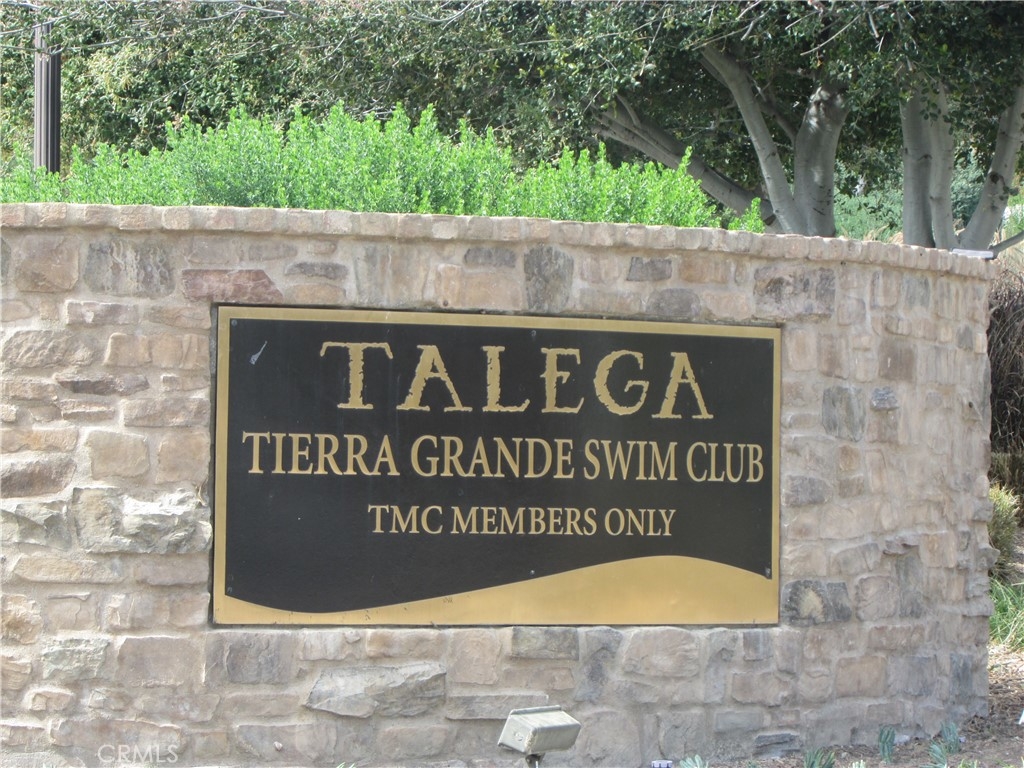 TALEGA
TIERRA GRANDE SWIM CLUB
TMC MEMBERS ONLY
CRMLS